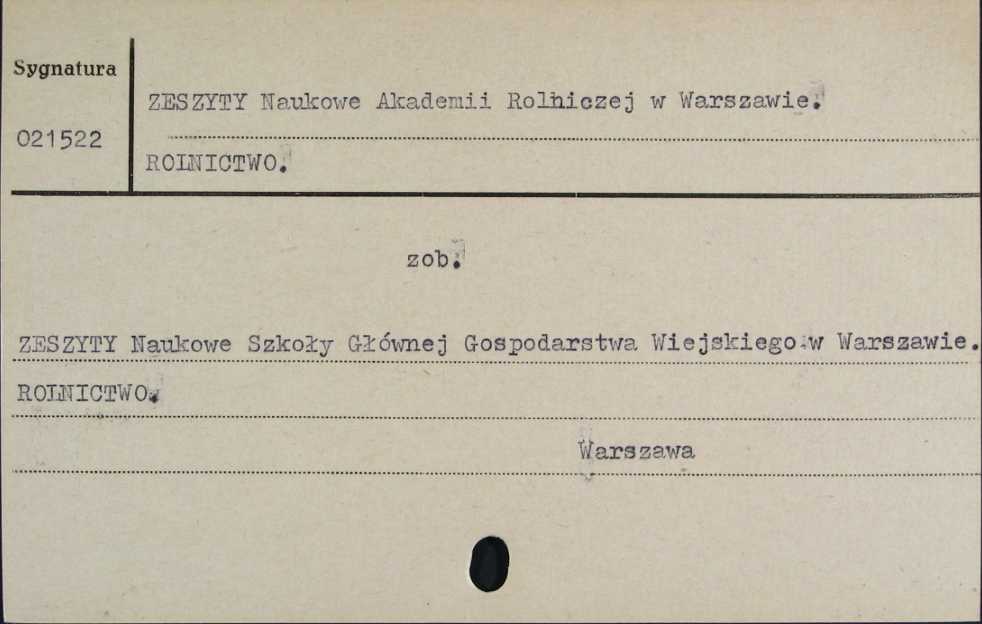 Sygnatura
021522
ZESZYTY Naukowe Akademii Rolniczej w Warszawie.
ROLNICTWO.
zob.
ZESZYTY Naukowe Szkoły Głównej Gospodarstwa Wiejskiego w Warszawie.
ROLNICTWO.
Warszawa